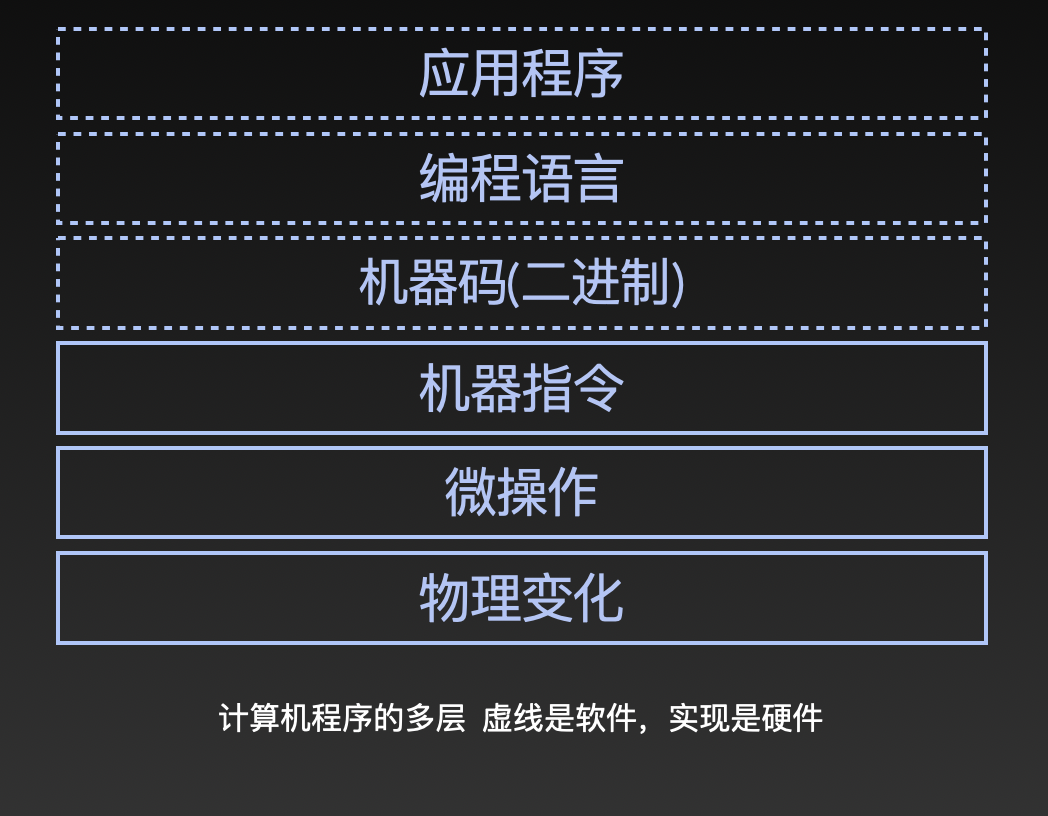 应用程序
编程语言
机器码(二进制)
机器指令
微操作
物理变化
计算机程序的多层 虚线是软件，实现是硬件